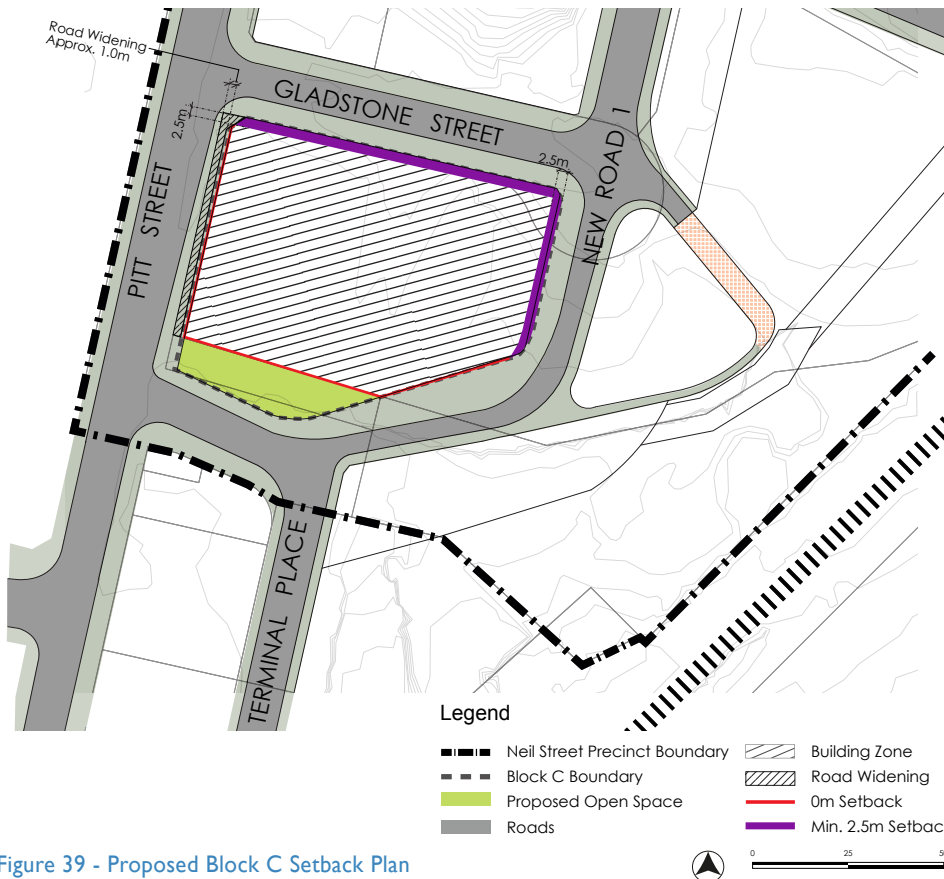 Road Widening
Approx. 1.0m
GLADSTONE STREET
2.5m
2.5m
NEW ROAD 1
PITT STREET
TERMINAL PLACE
Legend
Neil Street Precinct Boundary
Block C Boundary
Proposed Open Space
Roads
Building Zone
Road Widening
0m Setback
Min. 2.5m Setbac
Figure 39 - Proposed Block C Setback Plan
0 25 50